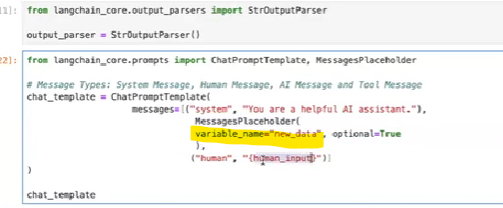 11]: from langchain_core.output_parsers import StrOutputParser
output_parser = StrOutputParser()
22]: from langchain_core.prompts import ChatPromptTemplate, MessagesPlaceholder
# Message Types: System Message, Human Message, AI Message and Tool Message
chat_template = ChatPromptTemplate(
messages=[("system", "You are a helpful AI assistant."),
MessagesPlaceholder(
variable_name="new_data", optional=True
),
("human", "{human_input}")]
)
chat_template